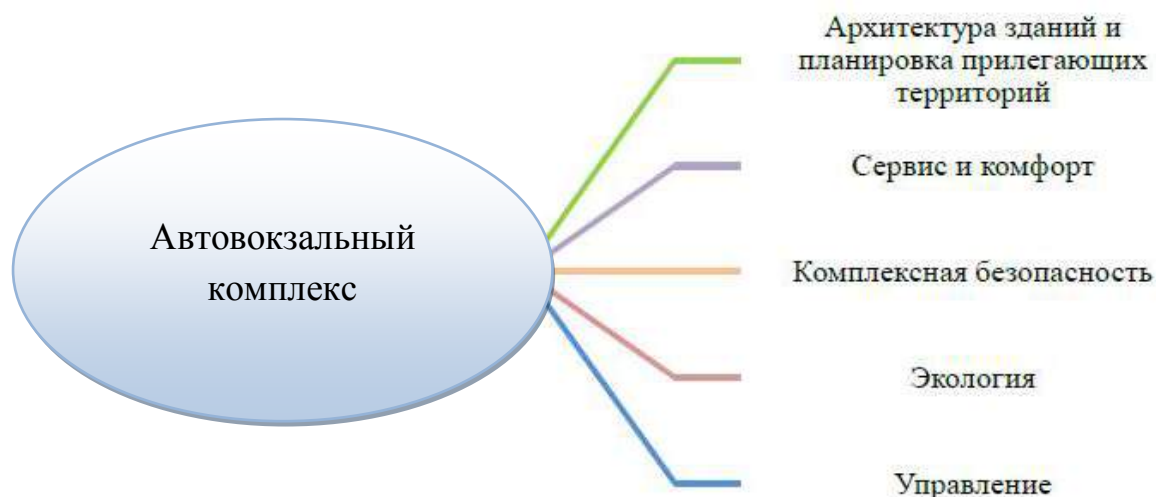 Архитектура зданий и
планировка прилегающих
территорий
Сервис и комфорт
Автовокзальный
комплекс
Комплексная безопасность
Экология
Управление